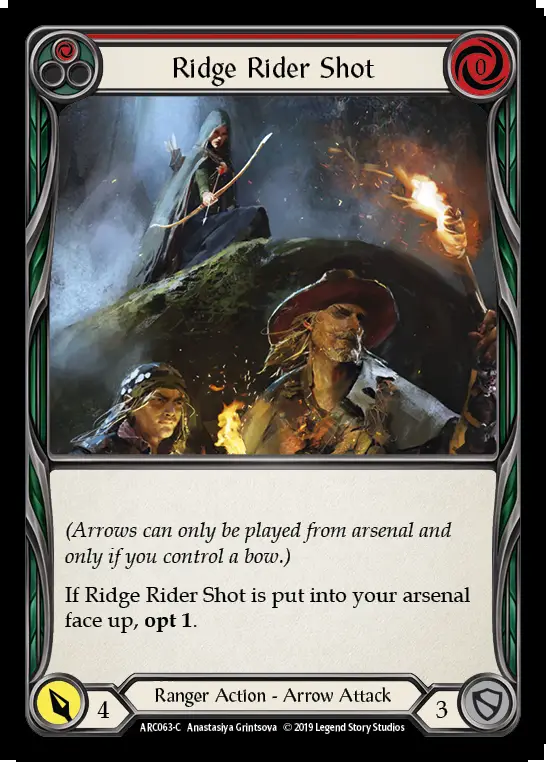 Ridge Rider Shot
0
(Arrows can only be played from arsenal and
only if you control a bow.)
If Ridge Rider Shot is put into your arsenal
face up, opt 1.
4
Ranger Action - Arrow Attack
3
ARC063-C Anastasiya Grintsova © 2019 Legend Story Studios